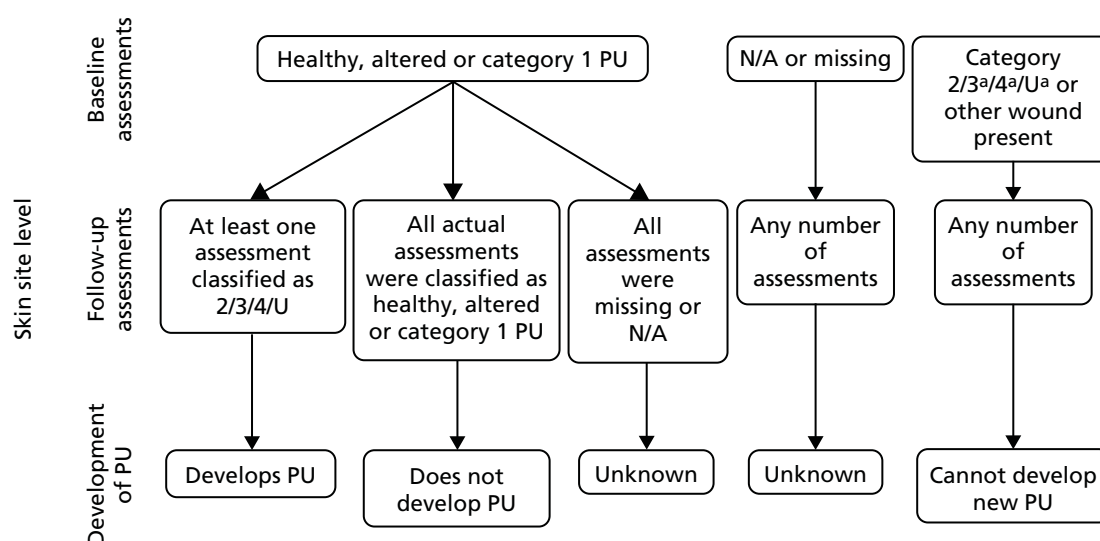 Skin site level
Baseline
assessments
Healthy, altered or category 1 PU
N/A or missing
Category
2/3ᵃ/4ᵃ/Uᵃ or
other wound
present
Follow-up
assessments
At least one
assessment
classified as
2/3/4/U
All actual
assessments
were classified as
healthy, altered
or category 1 PU
All
assessments
were
missing or
N/A
Any number
of
assessments
Any number
of
assessments
Development
of PU
Develops PU
Does not
develop PU
Unknown
Unknown
Cannot develop
new PU